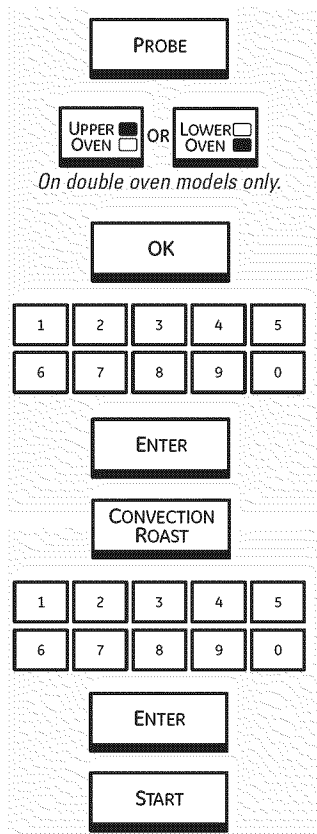 PROBE
UPPER OVEN OR LOWER OVEN
On double oven models only.
OK
1 2 3 4 5
6 7 8 9 0
ENTER
CONVECTION
ROAST
1 2 3 4 5
6 7 8 9 0
ENTER
START